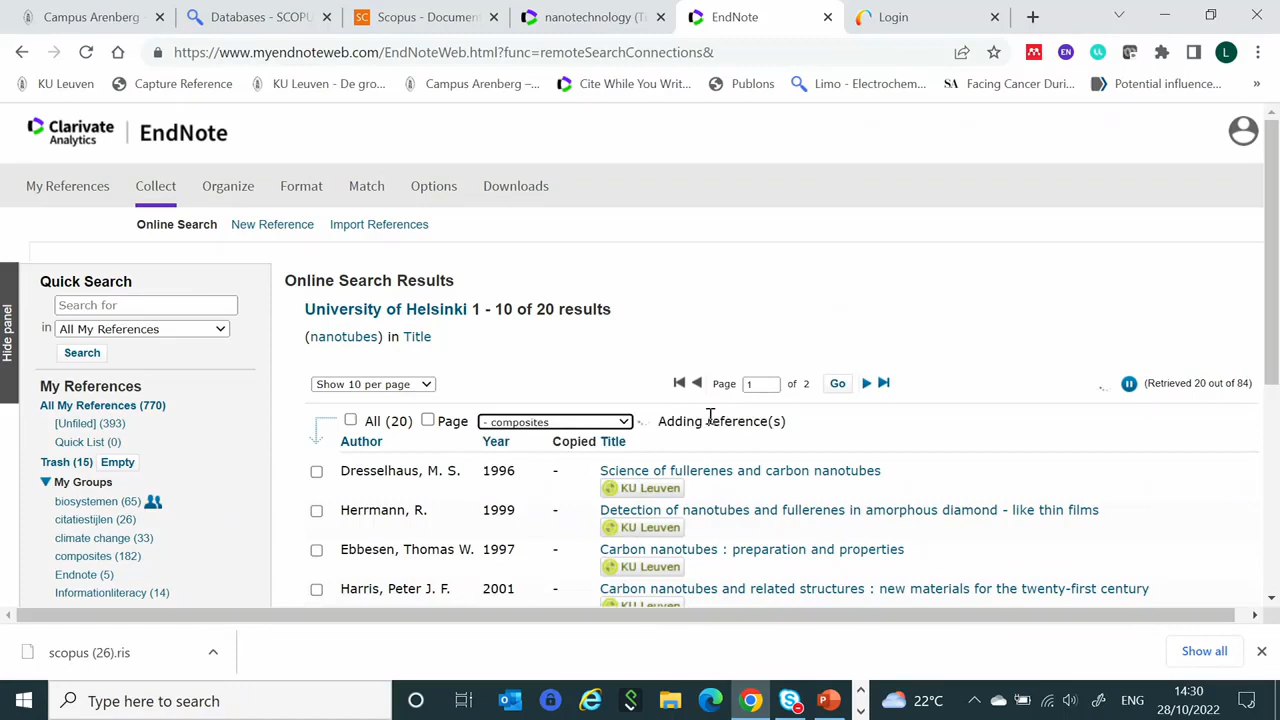 Campus Arenberg -
Databases - SCOPU
Scopus - Documen
nanotechnology (Ti
EndNote
Login
https://www.myendnoteweb.com/EndNoteWeb.html?func=remoteSearchConnections&
EN
L
KU Leuven
Capture Reference
KU Leuven - De gro...
Campus Arenberg –...
Cite While You Writ...
Publons
Limo - Electrochem...
SA Facing Cancer Duri...
Potential influence...
»
Clarivate Analytics
EndNote
My References
Collect
Organize
Format
Match
Options
Downloads
Online Search
New Reference
Import References
Hide panel
Quick Search
Search for
in All My References
Search
My References
All My References (770)
[Unfiled] (393)
Quick List (0)
Trash (15) Empty
My Groups
biosystemen (65)
citatiestijlen (26)
climate change (33)
composites (182)
Endnote (5)
Informationliteracy (14)
Online Search Results
University of Helsinki 1 - 10 of 20 results
(nanotubes) in Title
Show 10 per page
Page 1 of 2 Go
(Retrieved 20 out of 84)
All (20) Page - composites Adding reference(s)
Author Year Copied Title
Dresselhaus, M. S. 1996 - Science of fullerenes and carbon nanotubes
KU Leuven
Herrmann, R. 1999 - Detection of nanotubes and fullerenes in amorphous diamond - like thin films
KU Leuven
Ebbesen, Thomas W. 1997 - Carbon nanotubes : preparation and properties
KU Leuven
Harris, Peter J. F. 2001 - Carbon nanotubes and related structures : new materials for the twenty-first century
KU Leuven
scopus (26).ris
Show all
Type here to search
22°C
ENG
14:30
28/10/2022